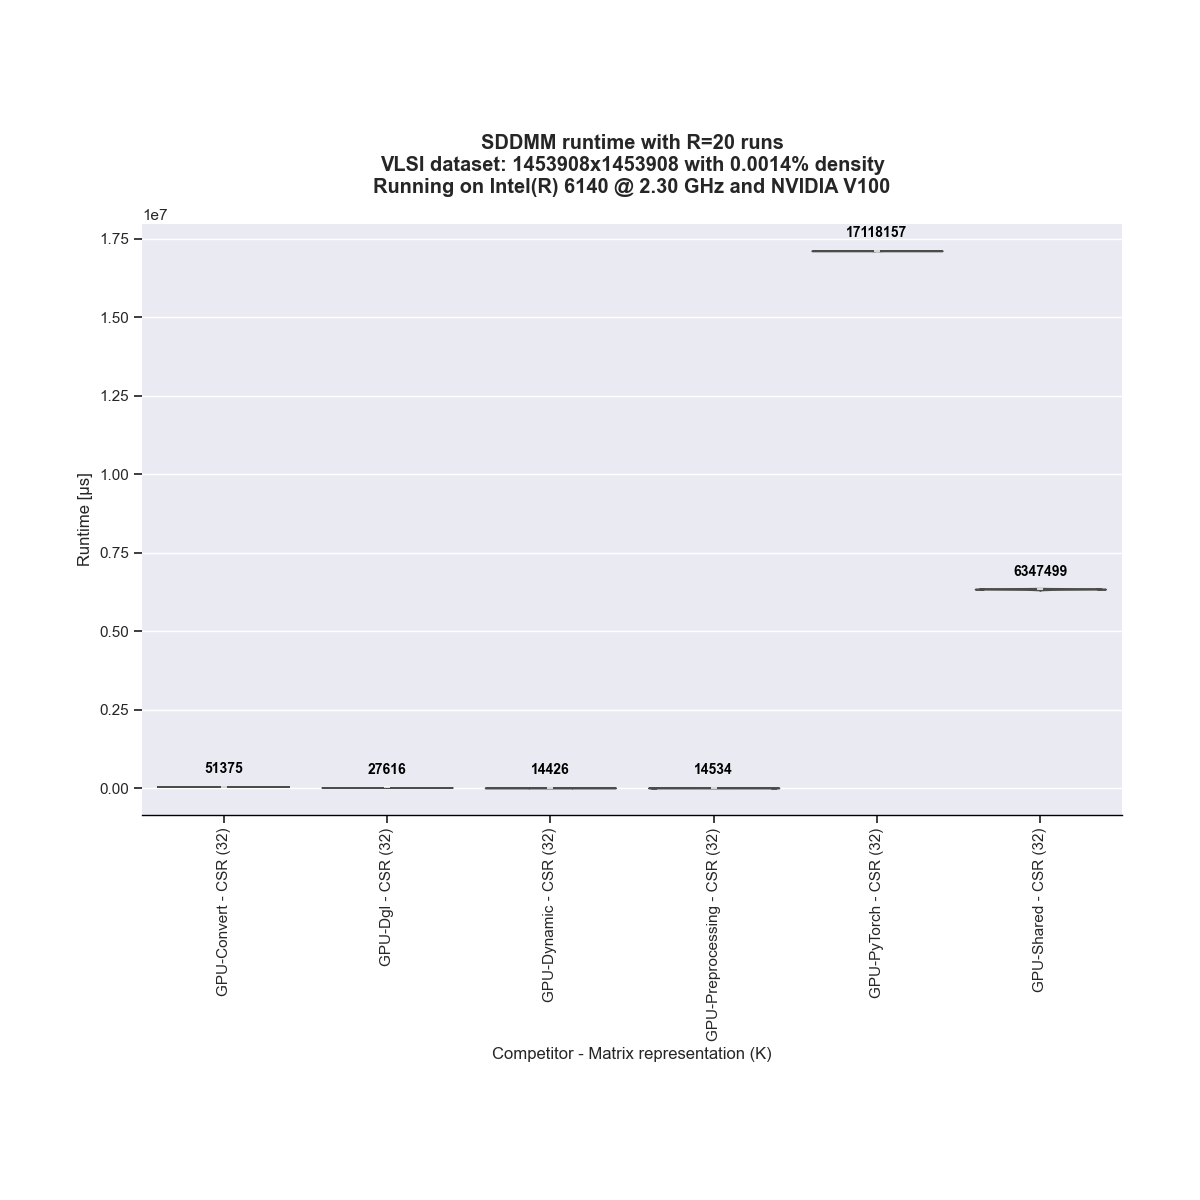 SDDMM runtime with R=20 runs
VLSI dataset: 1453908x1453908 with 0.0014% density
Running on Intel(R) 6140 @ 2.30 GHz and NVIDIA V100
1e7
1.75
1.50
1.25
1.00
0.75
0.50
0.25
0.00
Runtime [µs]
51375
27616
14426
14534
17118157
6347499
GPU-Convert - CSR (32)
GPU-Dgl - CSR (32)
GPU-Dynamic - CSR (32)
GPU-Preprocessing - CSR (32)
GPU-PyTorch - CSR (32)
GPU-Shared - CSR (32)
Competitor - Matrix representation (K)